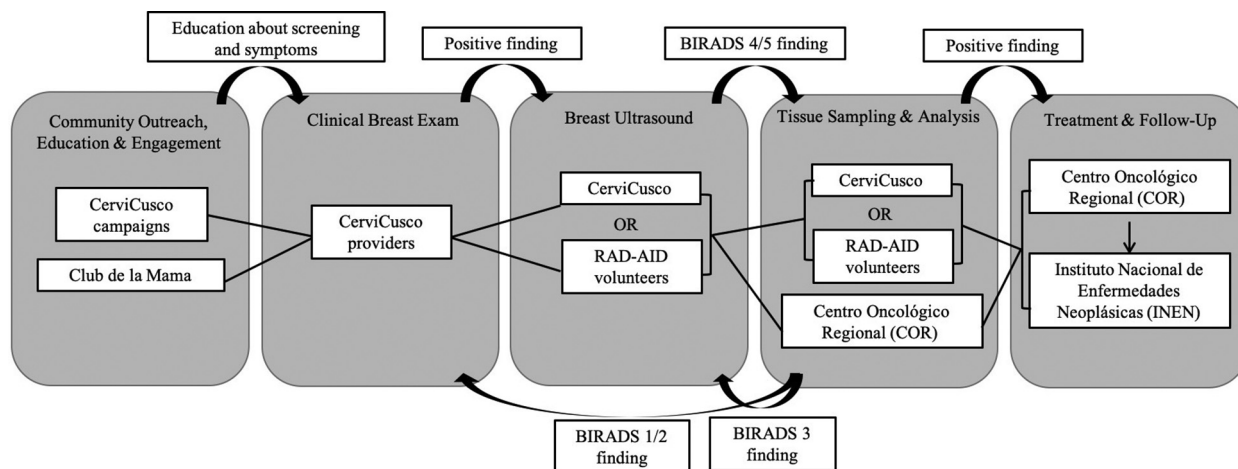 Education about screening
and symptoms
Positive finding
BIRADS 4/5 finding
Positive finding
Community Outreach,
Education & Engagement
CerviCusco
campaigns
Club de la Mama
Clinical Breast Exam
CerviCusco
providers
Breast Ultrasound
CerviCusco
OR
RAD-AID
volunteers
Tissue Sampling & Analysis
CerviCusco
OR
RAD-AID
volunteers
Centro Oncológico
Regional (COR)
Treatment & Follow-Up
Centro Oncológico
Regional (COR)
Instituto Nacional de
Enfermedades
Neoplásicas (INEN)
BIRADS 1/2
finding
BIRADS 3
finding